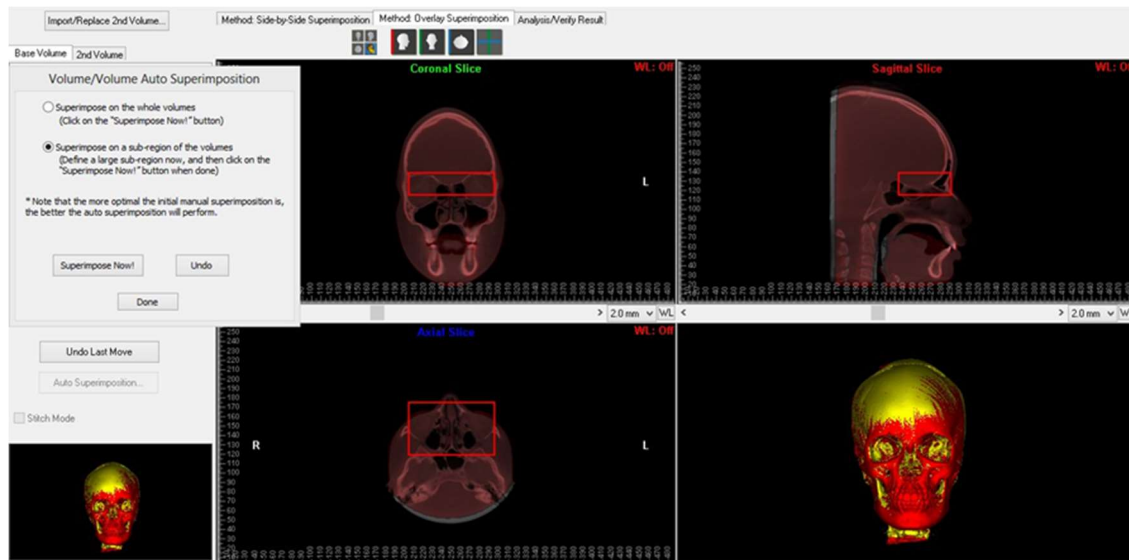 Import/Replace 2nd Volume...
Method: Side-by-Side Superimposition
Method: Overlay Superimposition
Analysis/Verify Result
Base Volume
2nd Volume
Volume/Volume Auto Superimposition
Superimpose on the whole volumes
(Click on the "Superimpose Now!" button)
Superimpose on a sub-region of the volumes
(Define a large sub-region now, and then click on the
"Superimpose Now!" button when done)
* Note that the more optimal the initial manual superimposition is,
the better the auto superimposition will perform.
Superimpose Now!
Undo
Done
Undo Last Move
Auto Superimposition...
Stitch Mode
Coronal Slice
WL: Off
L
2.0 mm
WL
Sagittal Slice
2.0 mm
Axial Slice
WL: Off
R
L